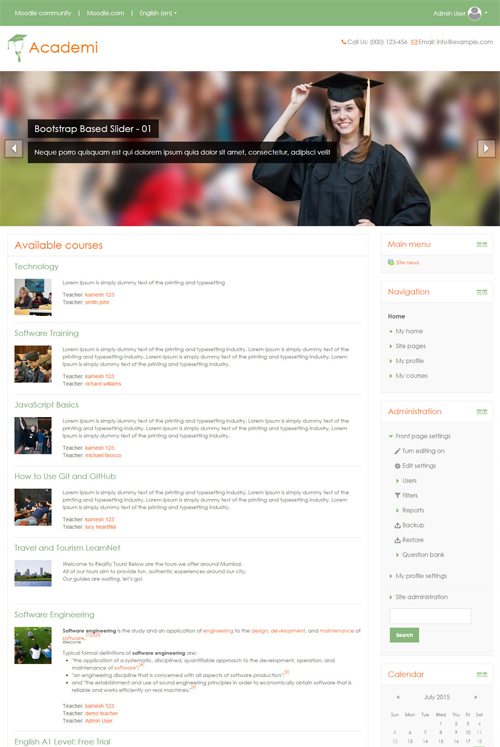 Moodle community
Moodle.com
English (en)
Admin User
Academi
Call Us: (000) 123-456
Email: info@example.com
Bootstrap Based Slider - 01
Neque porro quisquam est qui dolorem ipsum quia dolor sit amet, consectetur, adipisci velit
Available courses
Technology
Lorem Ipsum is simply dummy text of the printing and typesetting
Teacher: kamesh 123
Teacher: smith john
Software Training
Lorem Ipsum is simply dummy text of the printing and typesetting industry. Lorem Ipsum is simply dummy text of
the printing and typesetting industry. Lorem Ipsum is simply dummy text of the printing and typesetting industry. Lorem
Ipsum is simply dummy text of the printing and typesetting industry.
Teacher: kamesh 123
Teacher: richard williams
JavaScript Basics
Lorem Ipsum is simply dummy text of the printing and typesetting industry. Lorem Ipsum is simply dummy text of the
printing and typesetting industry. Lorem Ipsum is simply dummy text of the printing and typesetting industry. Lorem
Ipsum is simply dummy text of the printing and typesetting industry.
Teacher: kamesh 123
Teacher: michael
How to Use Git and GitHub
Lorem Ipsum is simply dummy text of the printing and typesetting industry. Lorem Ipsum is simply dummy text of the
printing and typesetting industry. Lorem Ipsum is simply dummy text of the printing and typesetting industry.
Teacher: kamesh 123
Teacher: lucy
Travel and Tourism LearnNet
Welcome to Reality Tours! Below are the tours we offer around Mumbai.
All of our tours aim to provide fun, authentic experiences around our city.
Our guides are waiting, let's go!
Software Engineering
Software engineering is the study and an application of engineering to the design, development, and maintenance of
software.
Welcome
Typical formal definitions of software engineering are:
"the application of a systematic, disciplined, quantifiable approach to the development, operation, and
maintenance of software";
"an engineering discipline that is concerned with all aspects of software production";
and "the establishment and use of sound engineering principles in order to economically obtain software that is
reliable and works efficiently on real machines."
Teacher: kamesh 123
Teacher: demo teacher
Teacher: Admin User
English A1 Level: Free Trial
Main menu
Site news
Navigation
Home
My home
Site pages
My profile
My courses
Administration
Front page settings
Turn editing on
Edit settings
Users
Filters
Reports
Backup
Restore
Question bank
My profile settings
Site administration
Search
Calendar
« July 2015 »
Sun Mon Tue Wed Thu Fri Sat
1 2 3 4
5 6 7 8 9 10 11
12 13 14 15 16 17 18